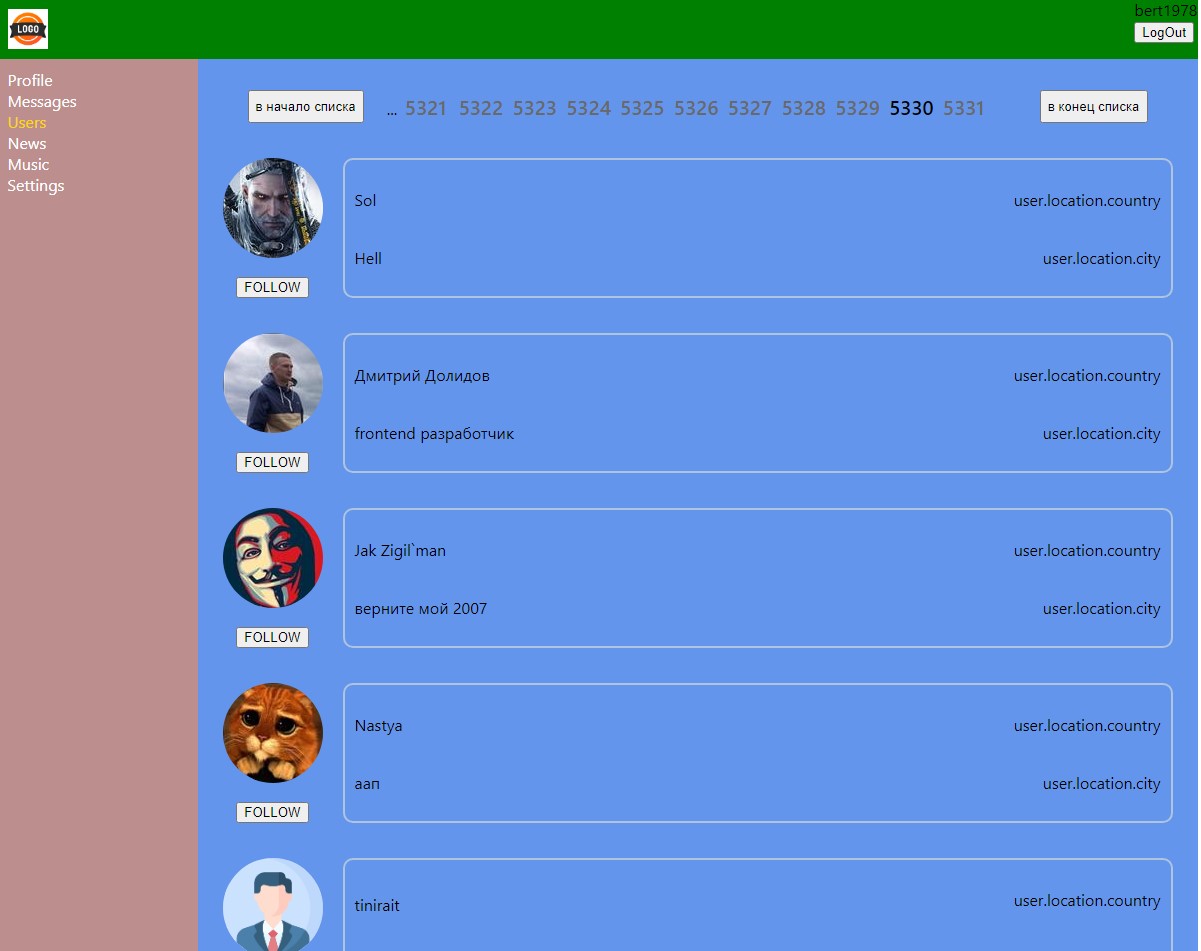 LOGO
bert1978
LogOut
Profile
Messages
Users
News
Music
Settings
в начало списка ... 5321 5322 5323 5324 5325 5326 5327 5328 5329 5330 5331 в конец списка
Sol user.location.country
Hell user.location.city
FOLLOW
Дмитрий Долидов user.location.country
frontend разработчик user.location.city
FOLLOW
Jak Zigil`man user.location.country
верните мой 2007 user.location.city
FOLLOW
Nastya user.location.country
аап user.location.city
FOLLOW
tinirait user.location.country